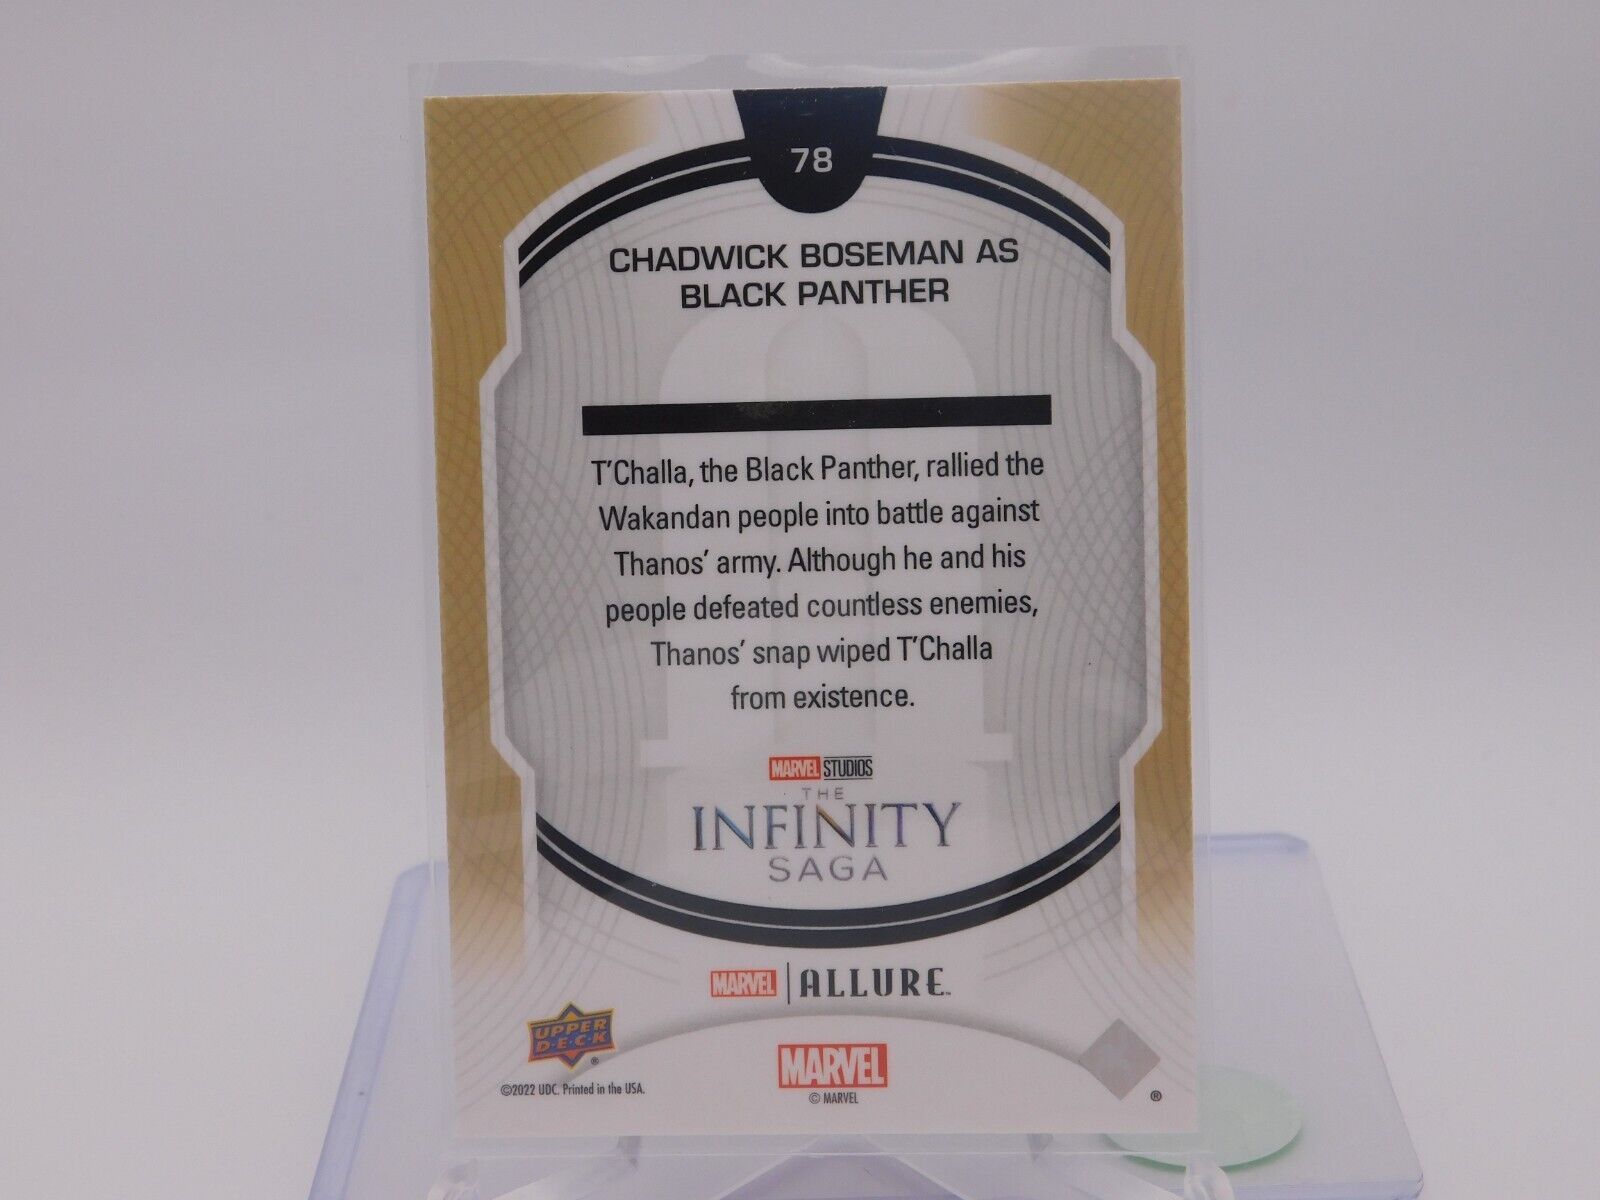 78
CHADWICK BOSEMAN AS
BLACK PANTHER
T'Challa, the Black Panther, rallied the
Wakandan people into battle against
Thanos' army. Although he and his
people defeated countless enemies,
Thanos' snap wiped T'Challa
from existence.
MARVEL STUDIOS
THE
INFINITY
SAGA
MARVEL | ALLURE™
UPPER
D·E·C·K
®
©2022 UDC. Printed in the USA.
MARVEL
© MARVEL
®